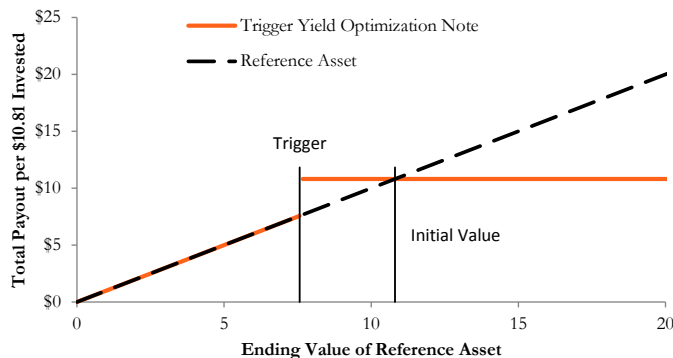 $25
$20
$15
$10
$5
$0
Total Payout per $10.81 Invested
Trigger Yield Optimization Note
Reference Asset
Trigger
Initial Value
0
5
10
15
20
Ending Value of Reference Asset